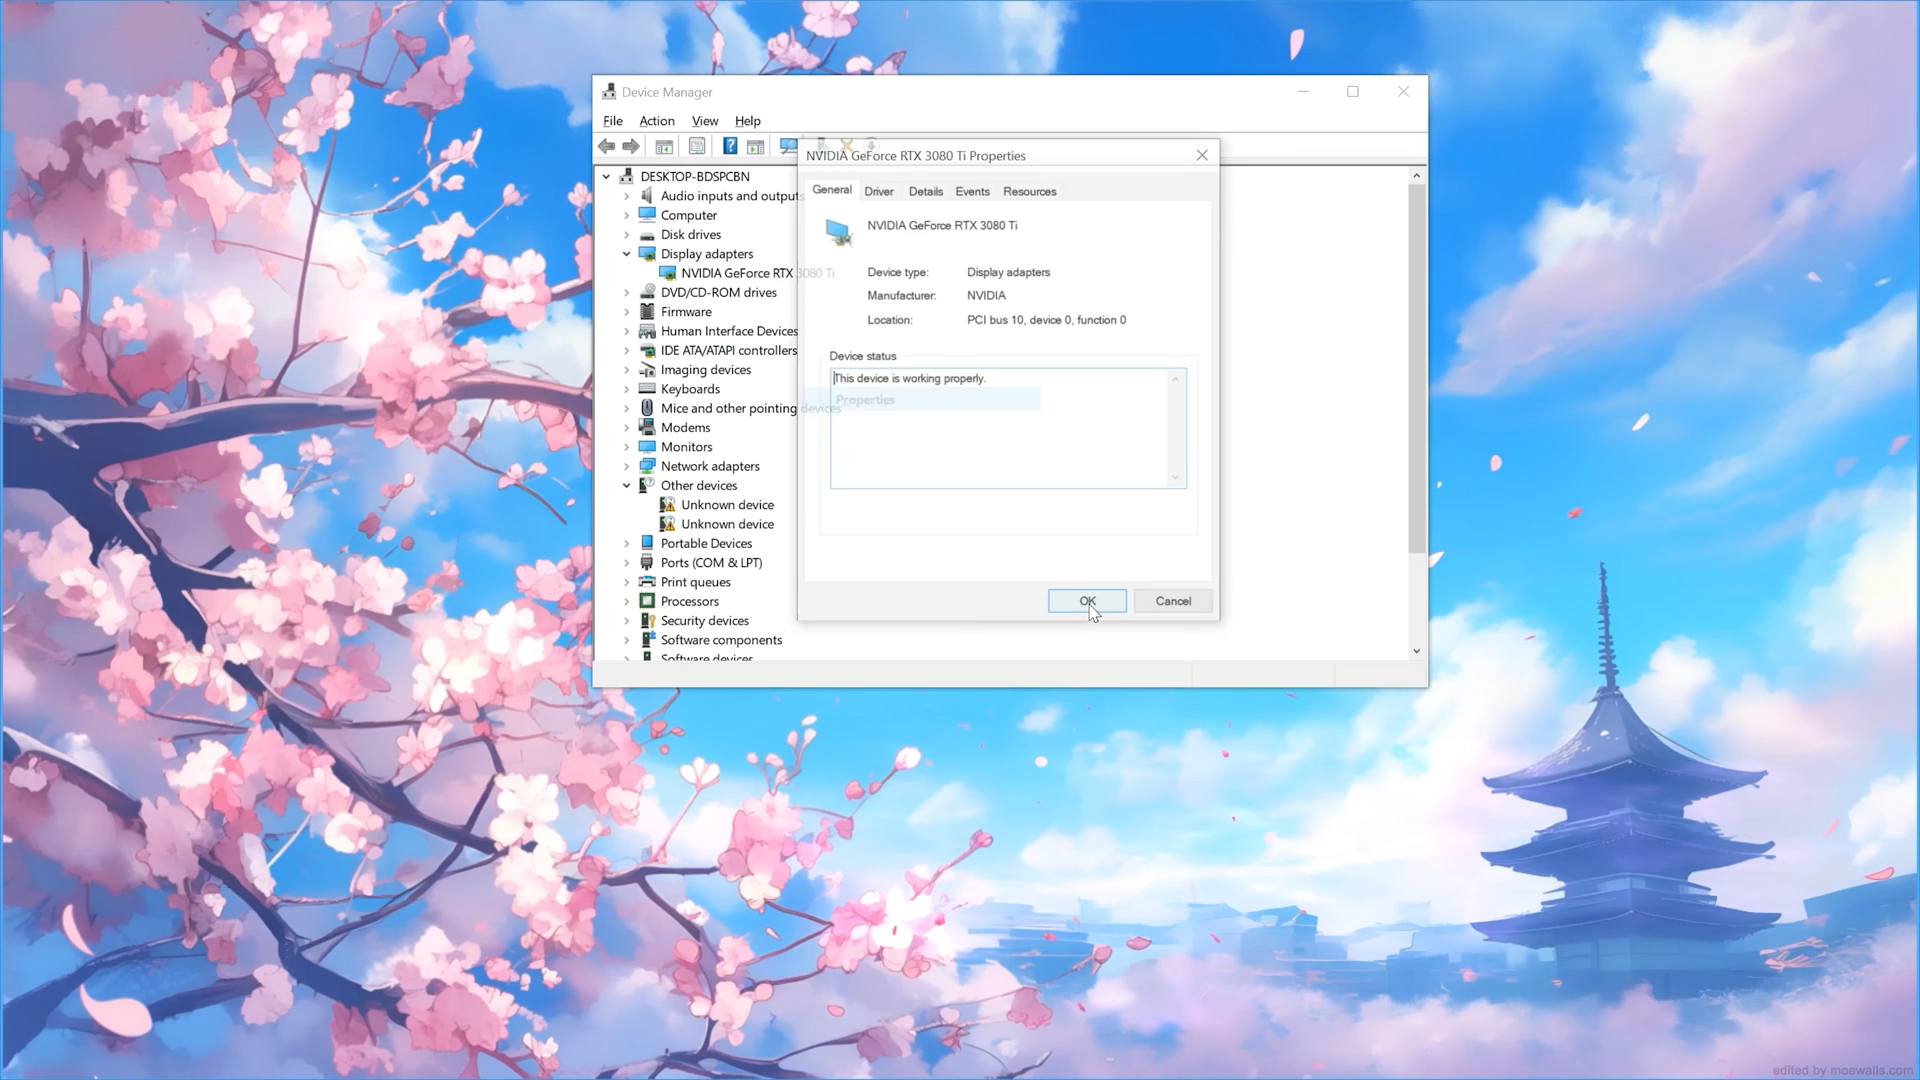 Device Manager
File Action View Help
DESKTOP-BDSPCBN
Audio inputs and outputs
Computer
Disk drives
Display adapters
NVIDIA GeForce RTX 3080 Ti
DVD/CD-ROM drives
Firmware
Human Interface Devices
IDE ATA/ATAPI controllers
Imaging devices
Keyboards
Mice and other pointing devices
Modems
Monitors
Network adapters
Other devices
Unknown device
Unknown device
Portable Devices
Ports (COM & LPT)
Print queues
Processors
Security devices
Software components
Software devices
NVIDIA GeForce RTX 3080 Ti Properties
General Driver Details Events Resources
NVIDIA GeForce RTX 3080 Ti
Device type: Display adapters
Manufacturer: NVIDIA
Location: PCI bus 10, device 0, function 0
Device status
This device is working properly.
Properties
OK Cancel
edited by moewalls.com